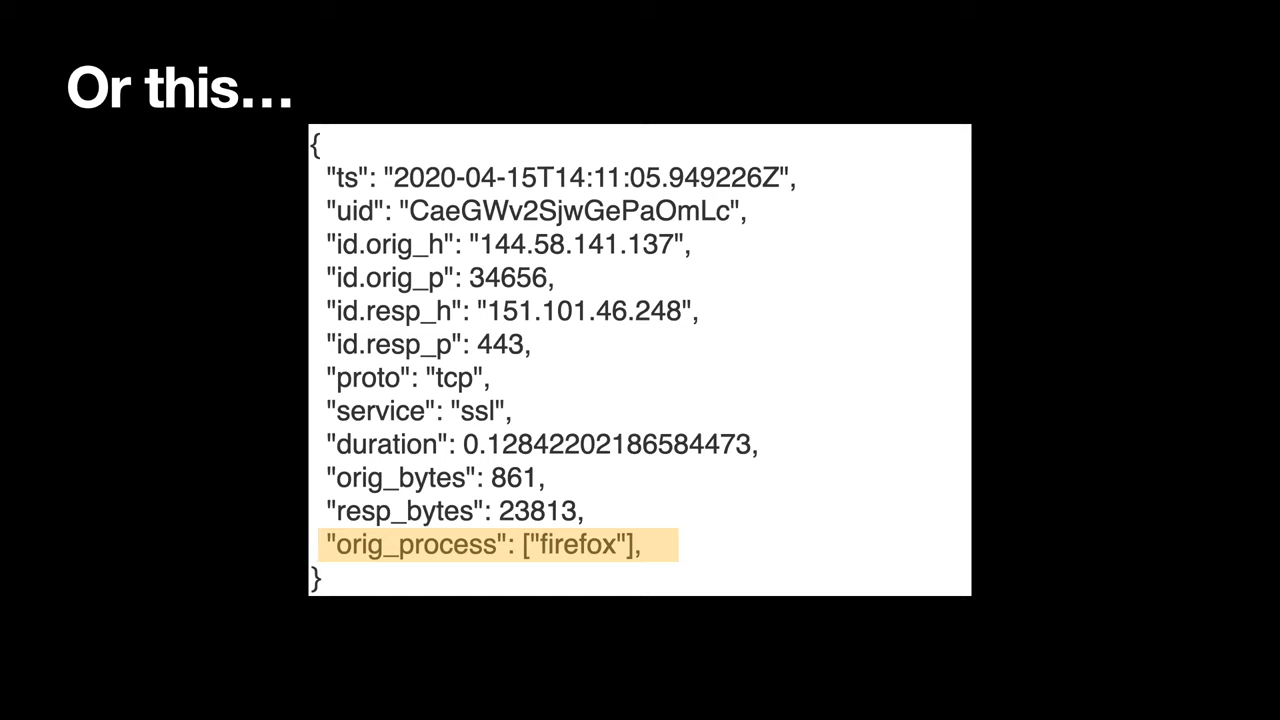 Or this…
{
"ts": "2020-04-15T14:11:05.949226Z",
"uid": "CaeGWv2SjwGePaOmLc",
"id.orig_h": "144.58.141.137",
"id.orig_p": 34656,
"id.resp_h": "151.101.46.248",
"id.resp_p": 443,
"proto": "tcp",
"service": "ssl",
"duration": 0.12842202186584473,
"orig_bytes": 861,
"resp_bytes": 23813,
"orig_process": ["firefox"],
}